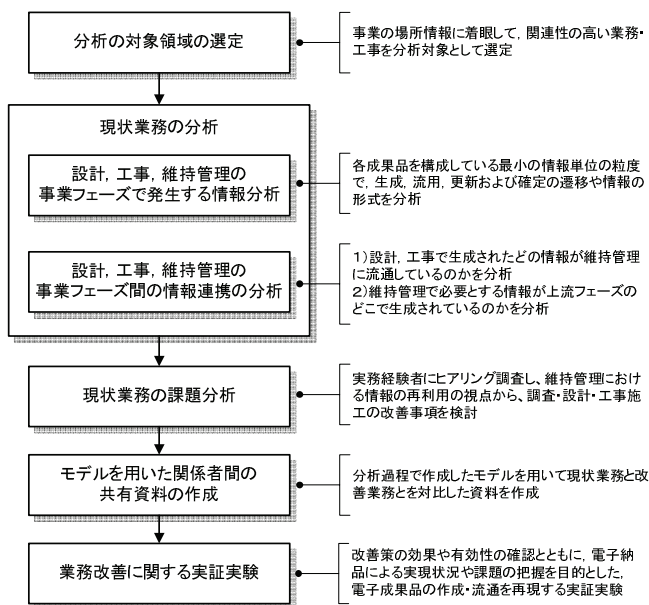 分析の対象領域の選定
事業の場所情報に着眼して，関連性の高い業務・
工事を分析対象として選定
現状業務の分析
設計，工事，維持管理の
事業フェーズで発生する情報分析
各成果品を構成している最小の情報単位の粒度
で，生成，流用，更新および確定の遷移や情報の
形式を分析
設計，工事，維持管理の
事業フェーズ間の情報連携の分析
１）設計，工事で生成されたどの情報が維持管理
に流通しているのかを分析
２）維持管理で必要とする情報が上流フェーズの
どこで生成されているのかを分析
現状業務の課題分析
実務経験者にヒアリング調査し、維持管理におけ
る情報の再利用の視点から、調査・設計・工事施
工の改善事項を検討
モデルを用いた関係者間の
共有資料の作成
分析過程で作成したモデルを用いて現状業務と改
善業務とを対比した資料を作成
業務改善に関する実証実験
改善策の効果や有効性の確認とともに，電子納
品による実現状況や課題の把握を目的とした，
電子成果品の作成・流通を再現する実証実験